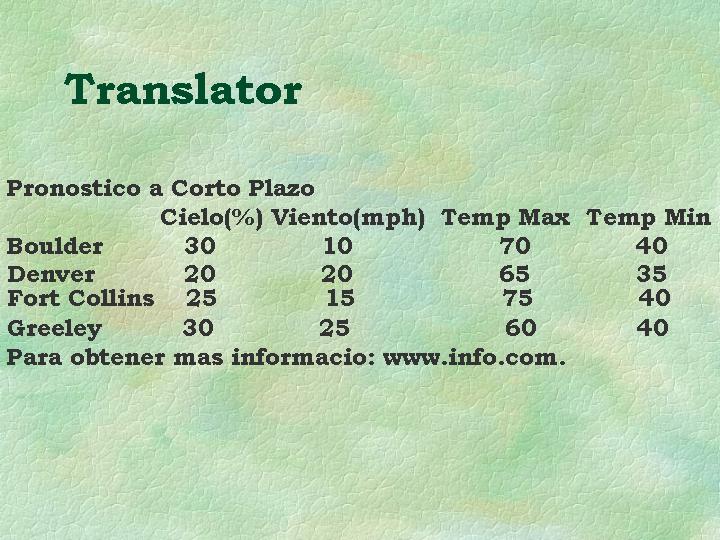 Translator
Pronostico a Corto Plazo
Cielo(%) Viento(mph) Temp Max Temp Min
Boulder 30 10 70 40
Denver 20 20 65 35
Fort Collins 25 15 75 40
Greeley 30 25 60 40
Para obtener mas informacio: www.info.com.